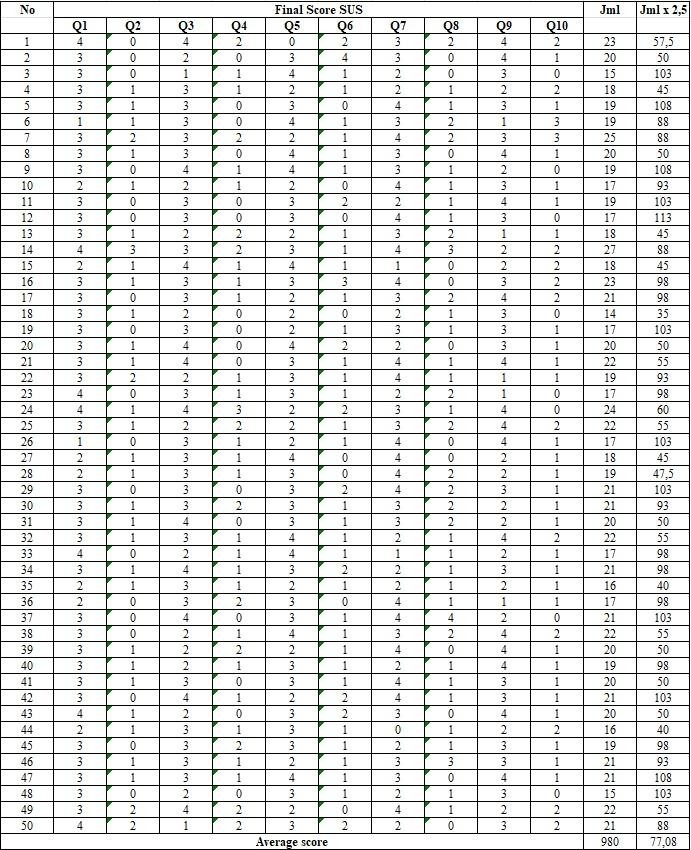 No Final Score SUS Jml Jml x 2,5
Q1 Q2 Q3 Q4 Q5 Q6 Q7 Q8 Q9 Q10
1 4 0 4 2 0 2 3 2 4 2 23 57,5
2 3 0 2 0 3 4 3 0 4 1 20 50
3 3 0 1 1 4 1 2 0 3 0 15 103
4 3 1 3 1 2 1 2 1 2 2 18 45
5 3 1 3 0 3 0 4 1 3 1 19 108
6 1 1 3 0 4 1 3 2 1 3 19 88
7 3 2 3 2 2 1 4 2 3 3 25 88
8 3 1 3 0 4 1 3 0 4 1 20 50
9 3 0 4 1 4 1 3 1 2 0 19 108
10 2 1 2 1 2 0 4 1 3 1 17 93
11 3 0 3 0 3 2 2 1 4 1 19 103
12 3 0 3 0 3 0 4 1 3 0 17 113
13 3 1 2 2 2 1 3 2 1 1 18 45
14 4 3 3 2 3 1 4 3 2 2 27 88
15 2 1 4 1 4 1 1 0 2 2 18 45
16 3 1 3 1 3 3 4 0 3 2 23 98
17 3 0 3 1 2 1 3 2 4 2 21 98
18 3 1 2 0 2 0 2 1 3 0 14 35
19 3 0 3 0 2 1 3 1 3 1 17 103
20 3 1 4 0 4 2 2 0 3 1 20 50
21 3 1 4 0 3 1 4 1 4 1 22 55
22 3 2 2 1 3 1 4 1 1 1 19 93
23 4 0 3 1 3 1 2 2 1 0 17 98
24 4 1 4 3 2 2 3 1 4 0 24 60
25 3 1 2 2 2 1 3 2 4 2 22 55
26 1 0 3 1 2 1 4 0 4 1 17 103
27 2 1 3 1 4 0 4 0 2 1 18 45
28 2 1 3 1 3 0 4 2 2 1 19 47,5
29 3 0 3 0 3 2 4 2 3 1 21 103
30 3 1 3 2 3 1 3 2 2 1 21 93
31 3 1 4 0 3 1 3 2 2 1 20 50
32 3 1 3 1 4 1 2 1 4 2 22 55
33 4 0 2 1 4 1 1 1 2 1 17 98
34 3 1 4 1 3 2 2 1 3 1 21 98
35 2 1 3 1 2 1 2 1 2 1 16 40
36 2 0 3 2 3 0 4 1 1 1 17 98
37 3 0 4 0 3 1 4 4 2 0 21 103
38 3 0 2 1 4 1 3 2 4 2 22 55
39 3 1 2 2 2 1 4 0 4 1 20 50
40 3 1 2 1 3 1 2 1 4 1 19 98
41 3 1 3 0 3 1 4 1 3 1 20 50
42 3 0 4 1 2 2 4 1 3 1 21 103
43 4 1 2 0 3 2 3 0 4 1 20 50
44 2 1 3 1 3 1 0 1 2 2 16 40
45 3 0 3 2 3 1 2 1 3 1 19 98
46 3 1 3 1 2 1 3 3 3 1 21 93
47 3 1 3 1 4 1 3 0 4 1 21 108
48 3 0 2 0 3 1 2 1 3 0 15 103
49 3 2 4 2 2 0 4 1 2 2 22 55
50 4 2 1 2 3 2 2 0 3 2 21 88
Average score 980 77,08